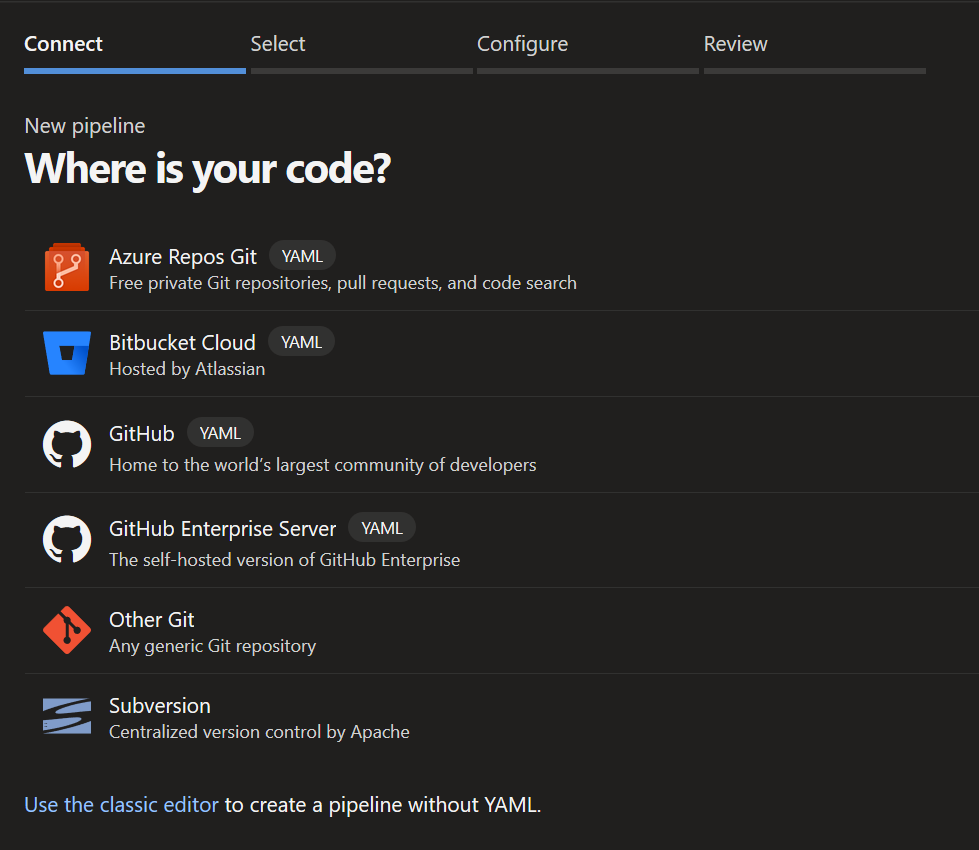 Connect Select Configure Review
New pipeline
Where is your code?
Azure Repos Git YAML
Free private Git repositories, pull requests, and code search
Bitbucket Cloud YAML
Hosted by Atlassian
GitHub YAML
Home to the world’s largest community of developers
GitHub Enterprise Server YAML
The self-hosted version of GitHub Enterprise
Other Git
Any generic Git repository
Subversion
Centralized version control by Apache
Use the classic editor to create a pipeline without YAML.